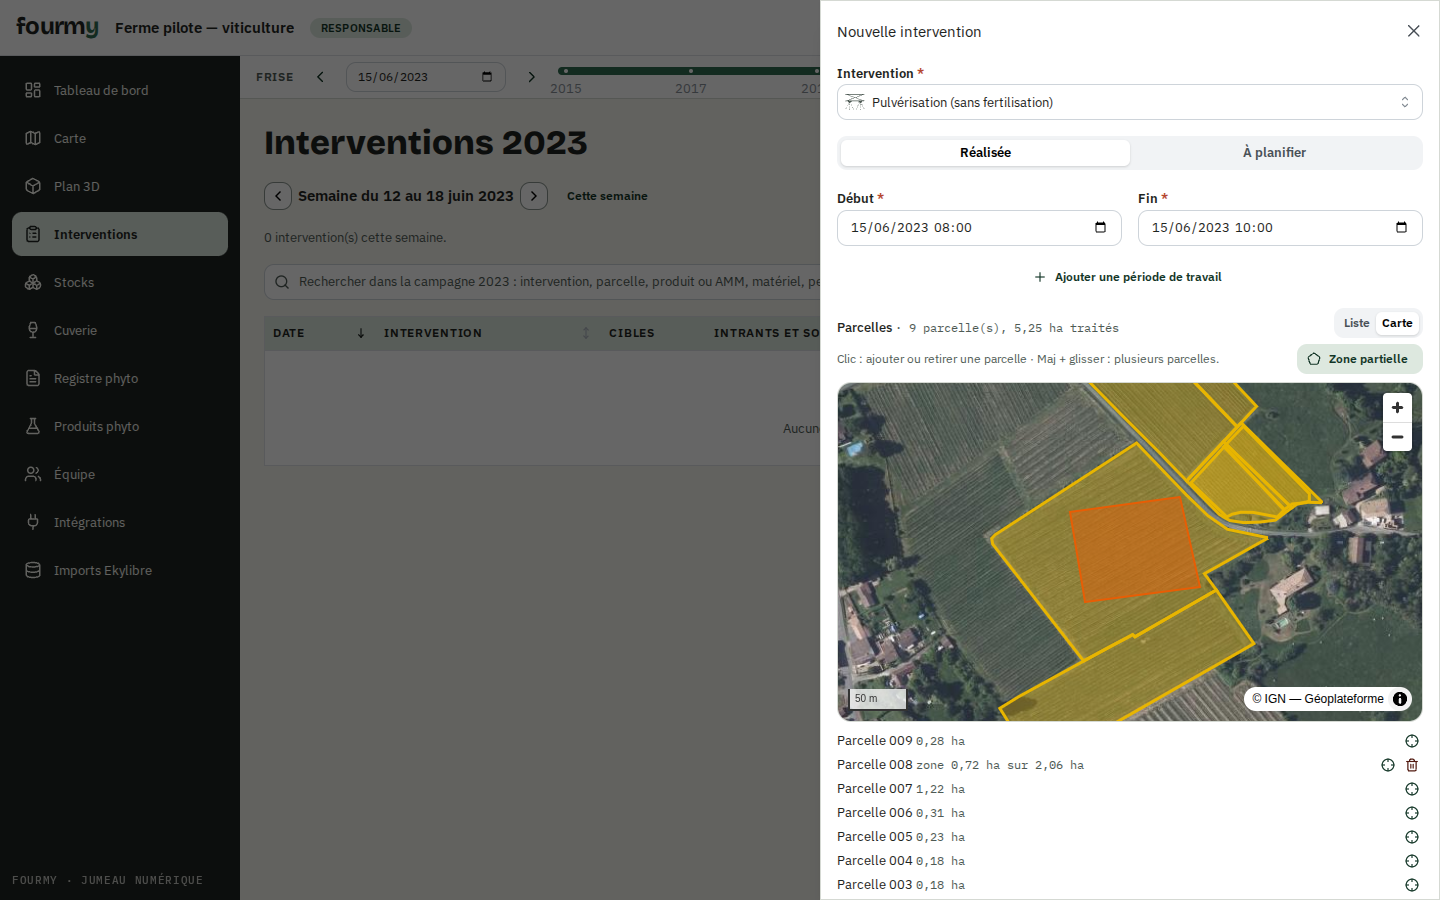 fourmy
Ferme pilote — viticulture
RESPONSABLE
Tableau de bord
Carte
Plan 3D
Interventions
Stocks
Cuverie
Registre phyto
Produits phyto
Équipe
Intégrations
Imports Ekylibre
FOURMY · JUMEAU NUMÉRIQUE
FRISE
15/06/2023
2015
2017
Interventions 2023
Semaine du 12 au 18 juin 2023
Cette semaine
0 intervention(s) cette semaine.
Rechercher dans la campagne 2023 : intervention, parcelle, produit ou AMM, matériel,
DATE
INTERVENTION
CIBLES
INTRANTS ET
Nouvelle intervention
Intervention *
Pulvérisation (sans fertilisation)
Réalisée
À planifier
Début *
Fin *
15/06/2023 08:00
15/06/2023 10:00
Ajouter une période de travail
Parcelles · 9 parcelle(s), 5,25 ha traités
Liste
Carte
Clic : ajouter ou retirer une parcelle · Maj + glisser : plusieurs parcelles.
Zone partielle
50 m
© IGN — Géoplateforme
Parcelle 009 0,28 ha
Parcelle 008 zone 0,72 ha sur 2,06 ha
Parcelle 007 1,22 ha
Parcelle 006 0,31 ha
Parcelle 005 0,23 ha
Parcelle 004 0,18 ha
Parcelle 003 0,18 ha